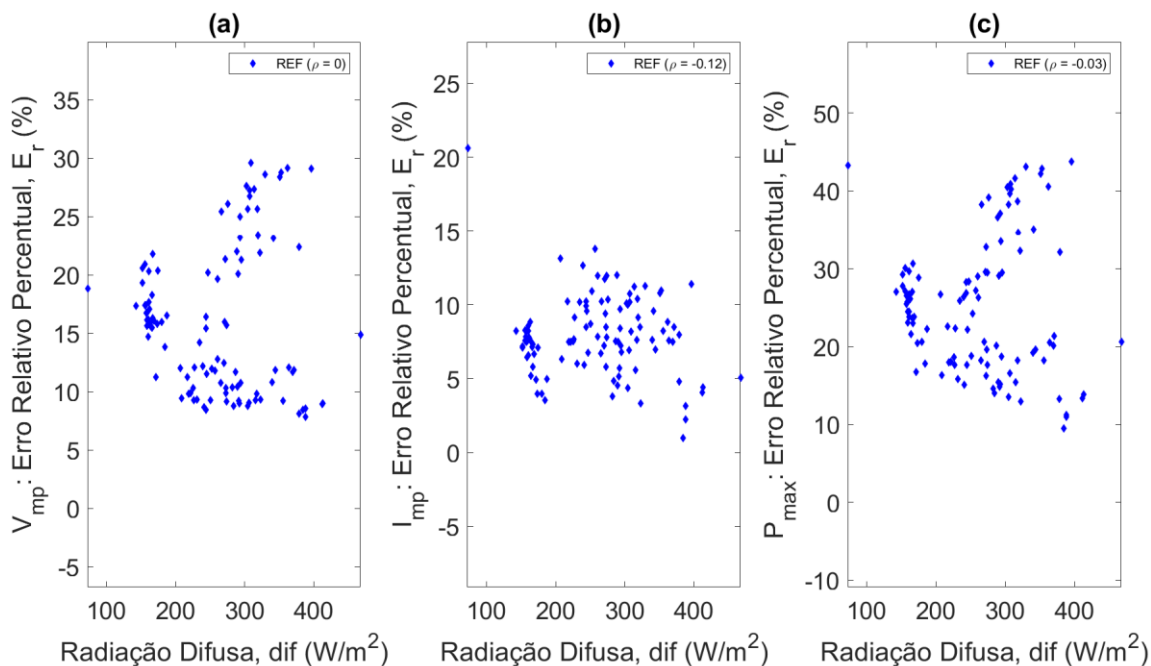 (a)
REF (ρ = 0)
V_mp: Erro Relativo Percentual, E_r (%)
35
30
25
20
15
10
5
0
-5
100 200 300 400
Radiação Difusa, dif (W/m²)
(b)
REF (ρ = -0.12)
I_mp: Erro Relativo Percentual, E_r (%)
25
20
15
10
5
0
-5
100 200 300 400
Radiação Difusa, dif (W/m²)
(c)
REF (ρ = -0.03)
P_max: Erro Relativo Percentual, E_r (%)
50
40
30
20
10
0
-10
100 200 300 400
Radiação Difusa, dif (W/m²)